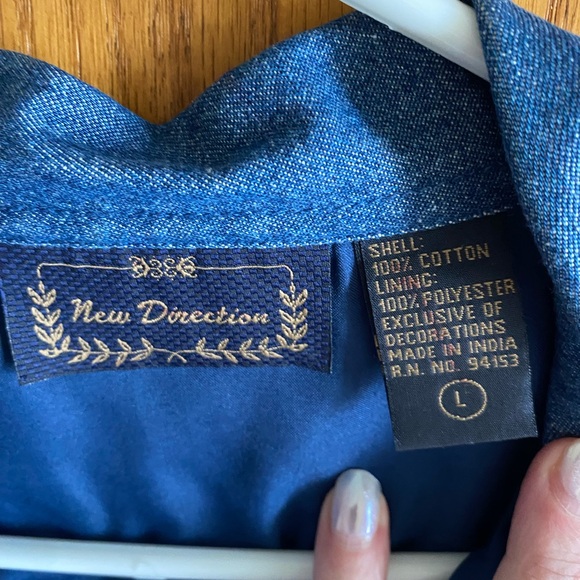 New Direction
SHELL:
100% COTTON
LINING:
100% POLYESTER
EXCLUSIVE OF
DECORATIONS
MADE IN INDIA
R.N. NO. 94153
L